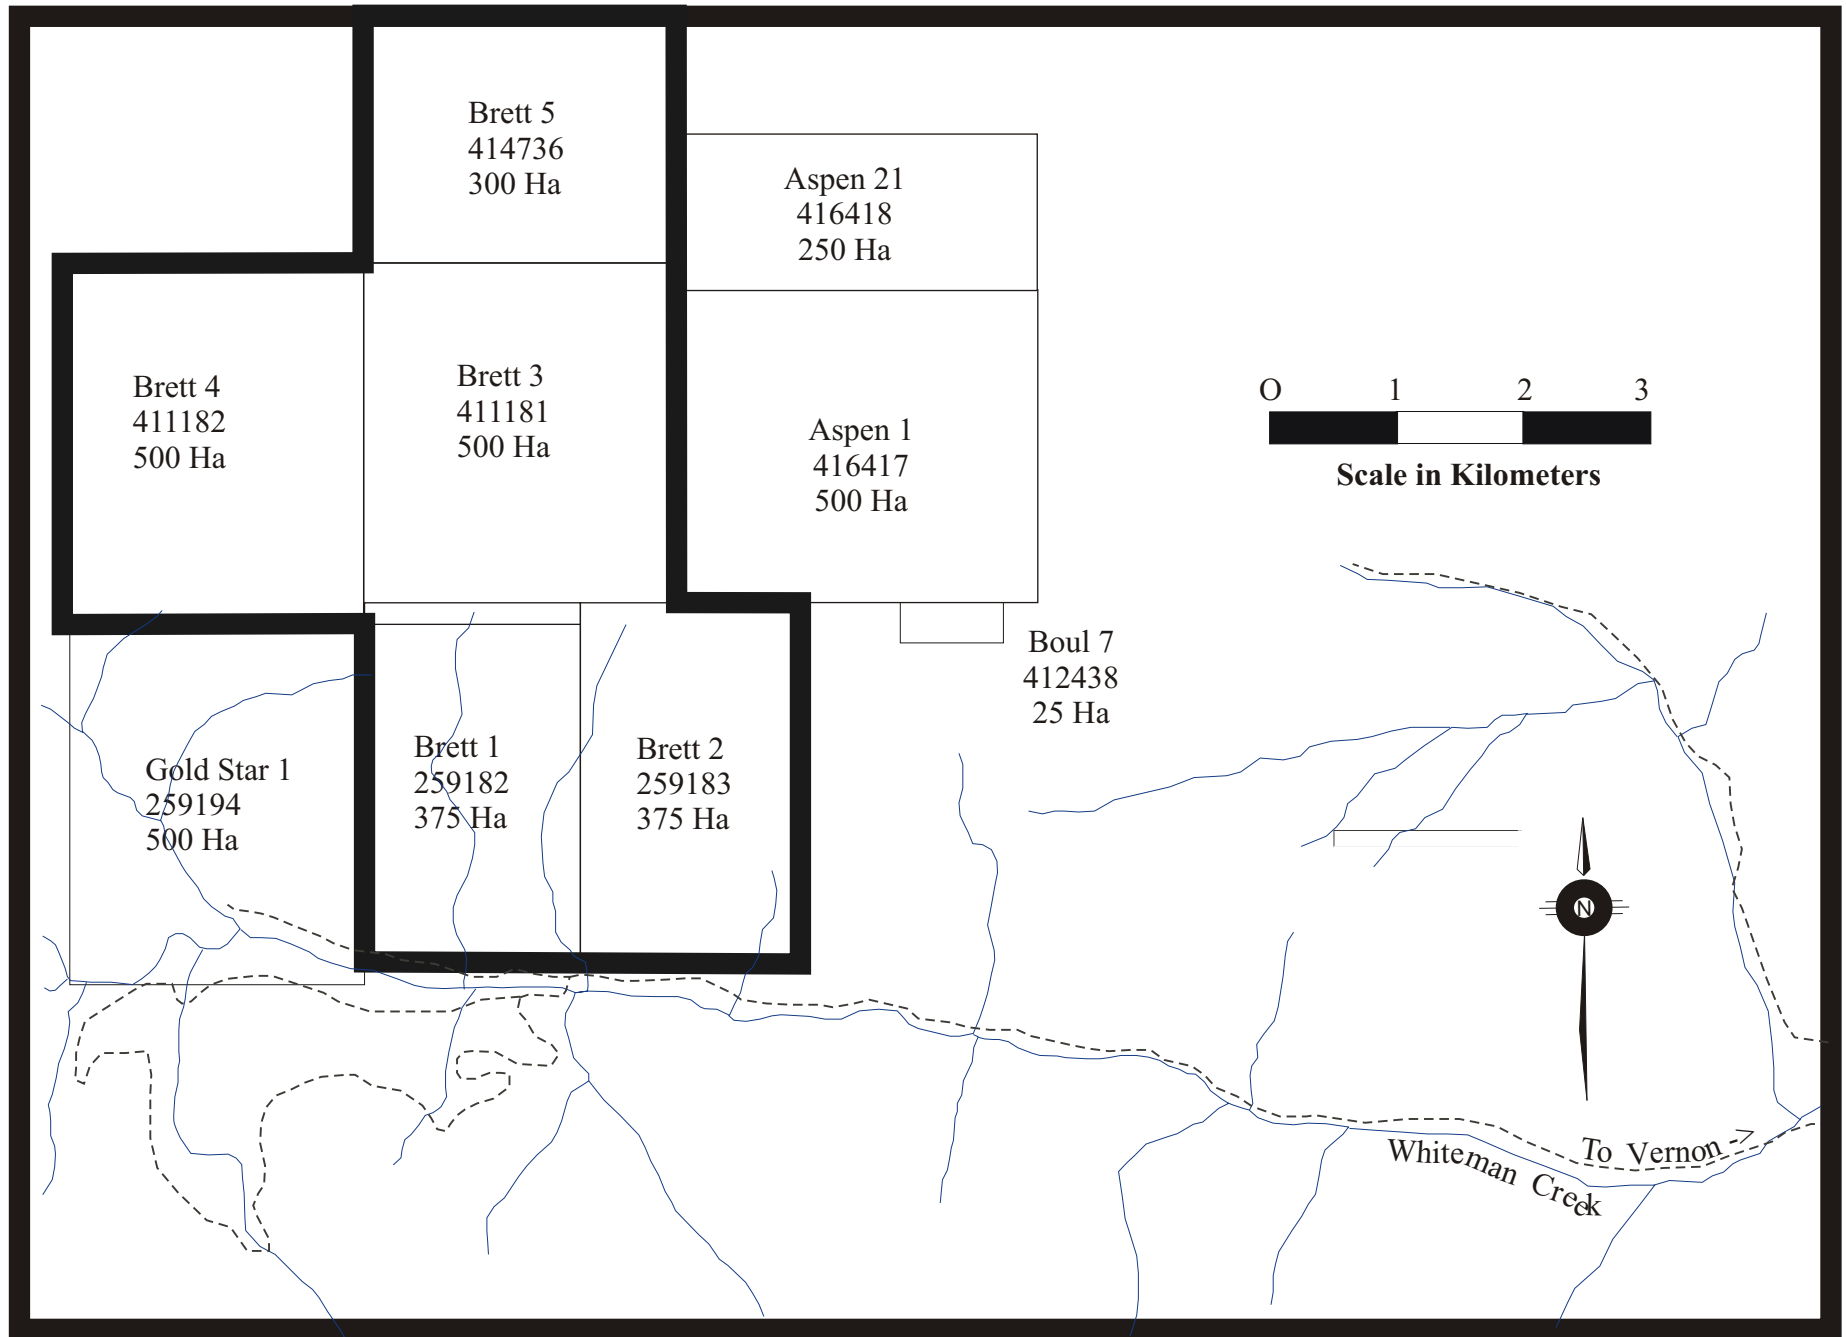 Brett 5
414736
300 Ha
Aspen 21
416418
250 Ha
Brett 4
411182
500 Ha
Brett 3
411181
500 Ha
Aspen 1
416417
500 Ha
O 1 2 3
Scale in Kilometers
Boul 7
412438
25 Ha
Gold Star 1
259194
500 Ha
Brett 1
259182
375 Ha
Brett 2
259183
375 Ha
N
To Vernon
Whiteman Creek